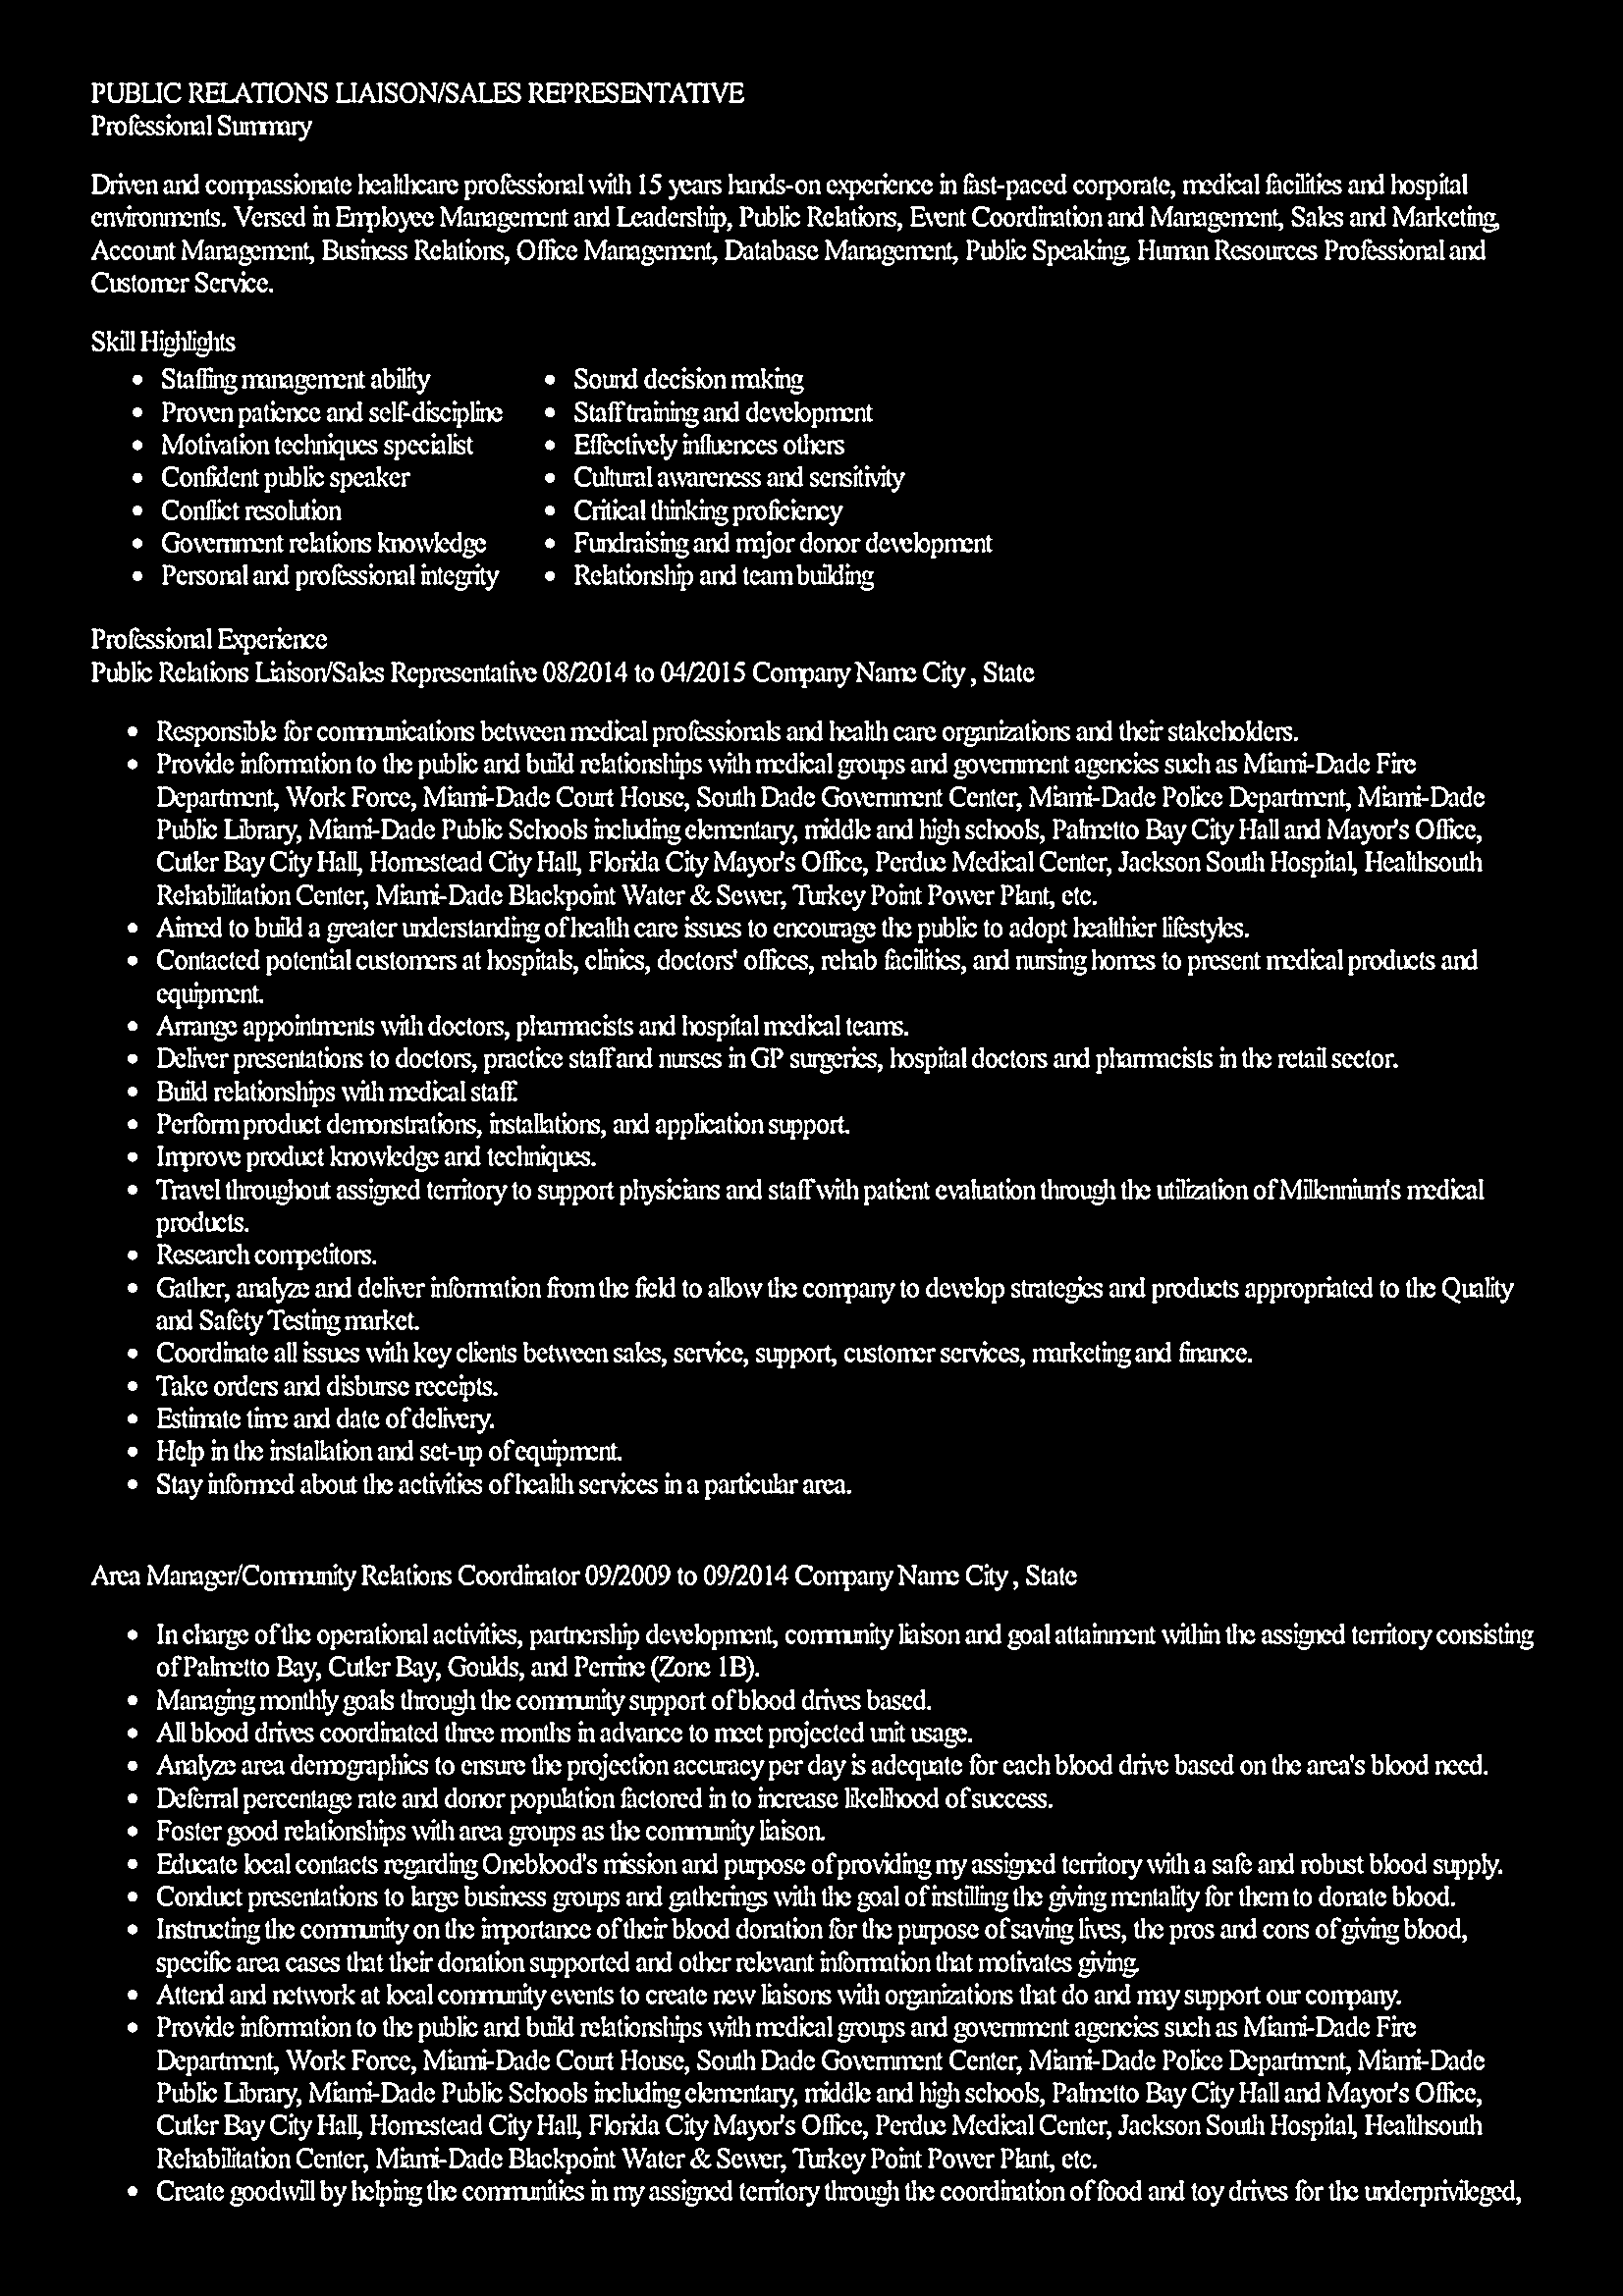 PUBLIC RELATIONS LIAISON/SALES REPRESENTATIVE
Professional Summary
Driven and compassionate healthcare professional with 15 years hands-on experience in fast-paced corporate, medical facilities and hospital
environments. Versed in Employee Management and Leadership, Public Relations, Event Coordination and Management, Sales and Marketing,
Account Management, Business Relations, Office Management, Database Management, Public Speaking, Human Resources Professional and
Customer Service.
Skill Highlights
• Staffing management ability
• Proven patience and self-discipline
• Motivation techniques specialist
• Confident public speaker
• Conflict resolution
• Government relations knowledge
• Personal and professional integrity
• Sound decision making
• Staff training and development
• Effectively influences others
• Cultural awareness and sensitivity
• Critical thinking proficiency
• Fundraising and major donor development
• Relationship and team building
Professional Experience
Public Relations Liaison/Sales Representative 08/2014 to 04/2015 Company Name City , State
• Responsible for communications between medical professionals and health care organizations and their stakeholders.
• Provide information to the public and build relationships with medical groups and government agencies such as Miami-Dade Fire
Department, Work Force, Miami-Dade Court House, South Dade Government Center, Miami-Dade Police Department, Miami-Dade
Public Library, Miami-Dade Public Schools including elementary, middle and high schools, Palmetto Bay City Hall and Mayor's Office,
Cutler Bay City Hall, Homestead City Hall, Florida City Mayor's Office, Perdue Medical Center, Jackson South Hospital, Healthsouth
Rehabilitation Center, Miami-Dade Blackpoint Water & Sewer, Turkey Point Power Plant, etc.
• Aimed to build a greater understanding of health care issues to encourage the public to adopt healthier lifestyles.
• Contacted potential customers at hospitals, clinics, doctors' offices, rehab facilities, and nursing homes to present medical products and
equipment.
• Arrange appointments with doctors, pharmacists and hospital medical teams.
• Deliver presentations to doctors, practice staff and nurses in GP surgeries, hospital doctors and pharmacists in the retail sector.
• Build relationships with medical staff.
• Perform product demonstrations, installations, and application support.
• Improve product knowledge and techniques.
• Travel throughout assigned territory to support physicians and staff with patient evaluation through the utilization of Millennium's medical
products.
• Research competitors.
• Gather, analyze and deliver information from the field to allow the company to develop strategies and products appropriated to the Quality
and Safety Testing market.
• Coordinate all issues with key clients between sales, service, support, customer services, marketing and finance.
• Take orders and disburse receipts.
• Estimate time and date of delivery.
• Help in the installation and set-up of equipment.
• Stay informed about the activities of health services in a particular area.
Area Manager/Community Relations Coordinator 09/2009 to 09/2014 Company Name City , State
• In charge of the operational activities, partnership development, community liaison and goal attainment within the assigned territory consisting
of Palmetto Bay, Cutler Bay, Goulds, and Perrine (Zone 1B).
• Managing monthly goals through the community support of blood drives based.
• All blood drives coordinated three months in advance to meet projected unit usage.
• Analyze area demographics to ensure the projection accuracy per day is adequate for each blood drive based on the area's blood need.
• Deferral percentage rate and donor population factored in to increase likelihood of success.
• Foster good relationships with area groups as the community liaison.
• Educate local contacts regarding Oneblood's mission and purpose of providing my assigned territory with a safe and robust blood supply.
• Conduct presentations to large business groups and gatherings with the goal of instilling the giving mentality for them to donate blood.
• Instructing the community on the importance of their blood donation for the purpose of saving lives, the pros and cons of giving blood,
specific area cases that their donation supported and other relevant information that motivates giving.
• Attend and network at local community events to create new liaisons with organizations that do and may support our company.
• Provide information to the public and build relationships with medical groups and government agencies such as Miami-Dade Fire
Department, Work Force, Miami-Dade Court House, South Dade Government Center, Miami-Dade Police Department, Miami-Dade
Public Library, Miami-Dade Public Schools including elementary, middle and high schools, Palmetto Bay City Hall and Mayor's Office,
Cutler Bay City Hall, Homestead City Hall, Florida City Mayor's Office, Perdue Medical Center, Jackson South Hospital, Healthsouth
Rehabilitation Center, Miami-Dade Blackpoint Water & Sewer, Turkey Point Power Plant, etc.
• Create goodwill by helping the communities in my assigned territory through the coordination of food and toy drives for the underprivileged,